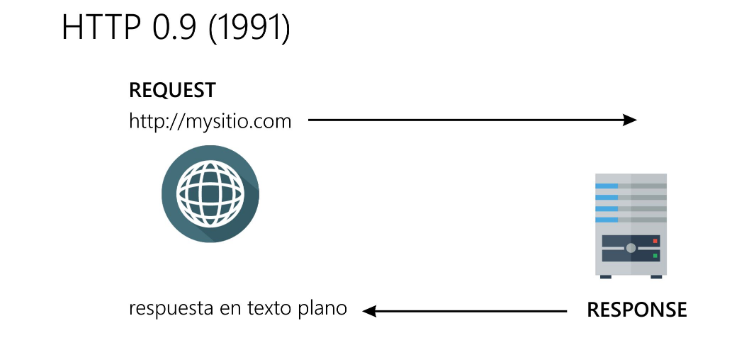 HTTP 0.9 (1991)
REQUEST
http://mysitio.com
respuesta en texto plano
RESPONSE